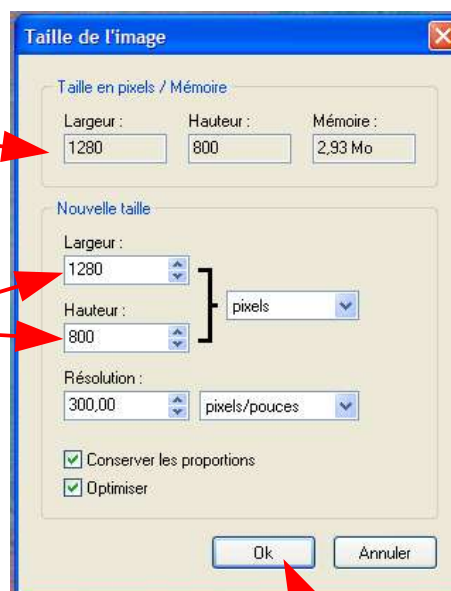 Taille de l'image
Taille en pixels / Mémoire
Largeur : Hauteur : Mémoire :
1280 800 2,93 Mo
Nouvelle taille
Largeur :
1280
pixels
Hauteur :
800
Résolution :
300,00 pixels/pouces
Conserver les proportions
Optimiser
Ok Annuler